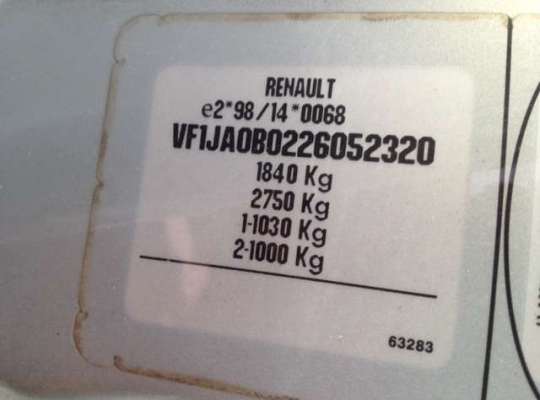 RENAULT
e2*98/14*0068
VF1JA0B0226052320
1840 Kg
2750 Kg
1-1030 Kg
2-1000 Kg
63283